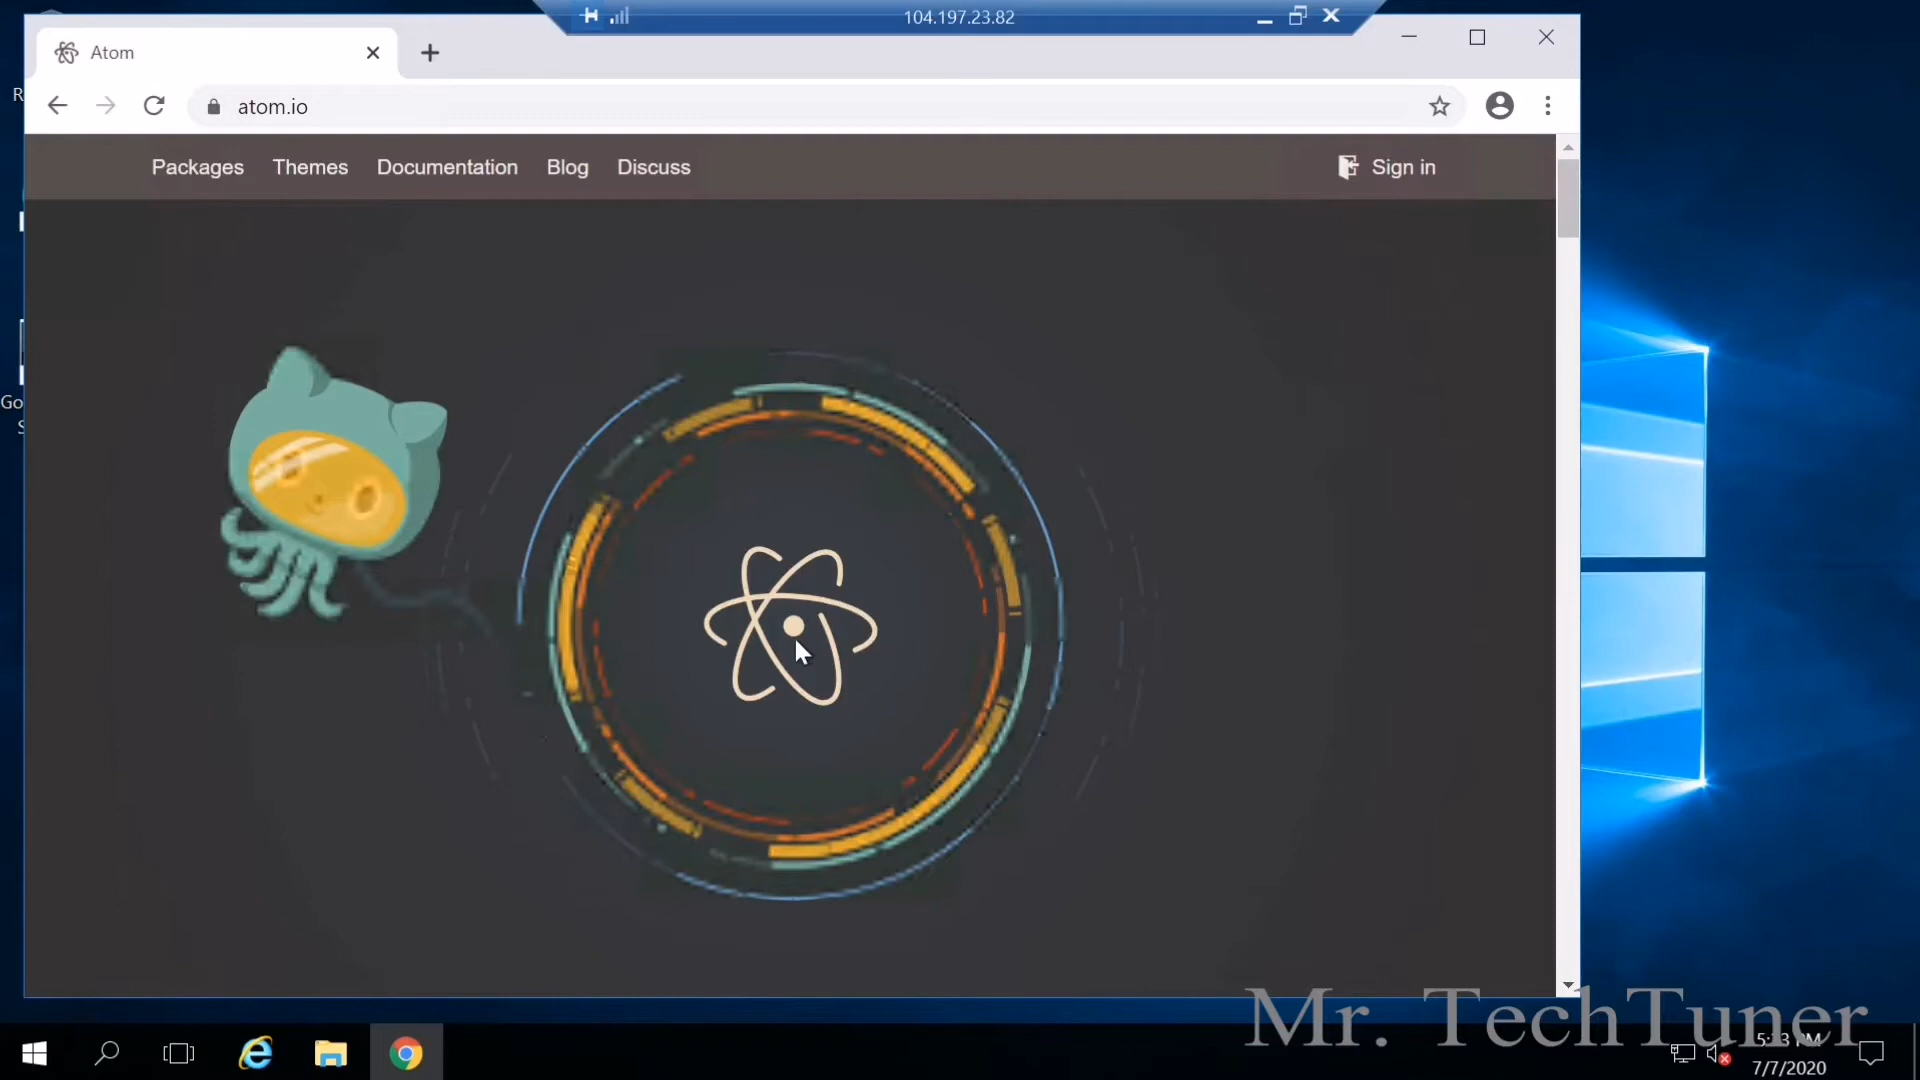 104.197.23.82
Atom
atom.io
Packages Themes Documentation Blog Discuss Sign in
Go
Mr. TechTuner
7/7/2020